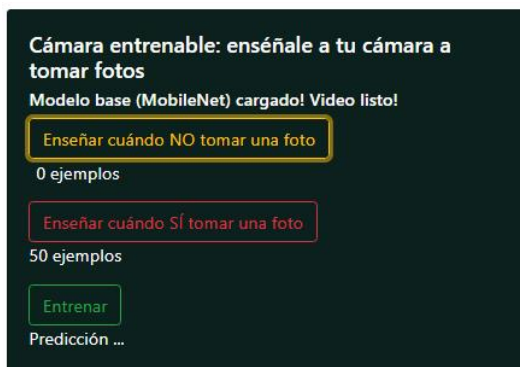 Cámara entrenable: enséñale a tu cámara a
tomar fotos
Modelo base (MobileNet) cargado! Video listo!
Enseñar cuándo NO tomar una foto
0 ejemplos
Enseñar cuándo SÍ tomar una foto
50 ejemplos
Entrenar
Predicción ...